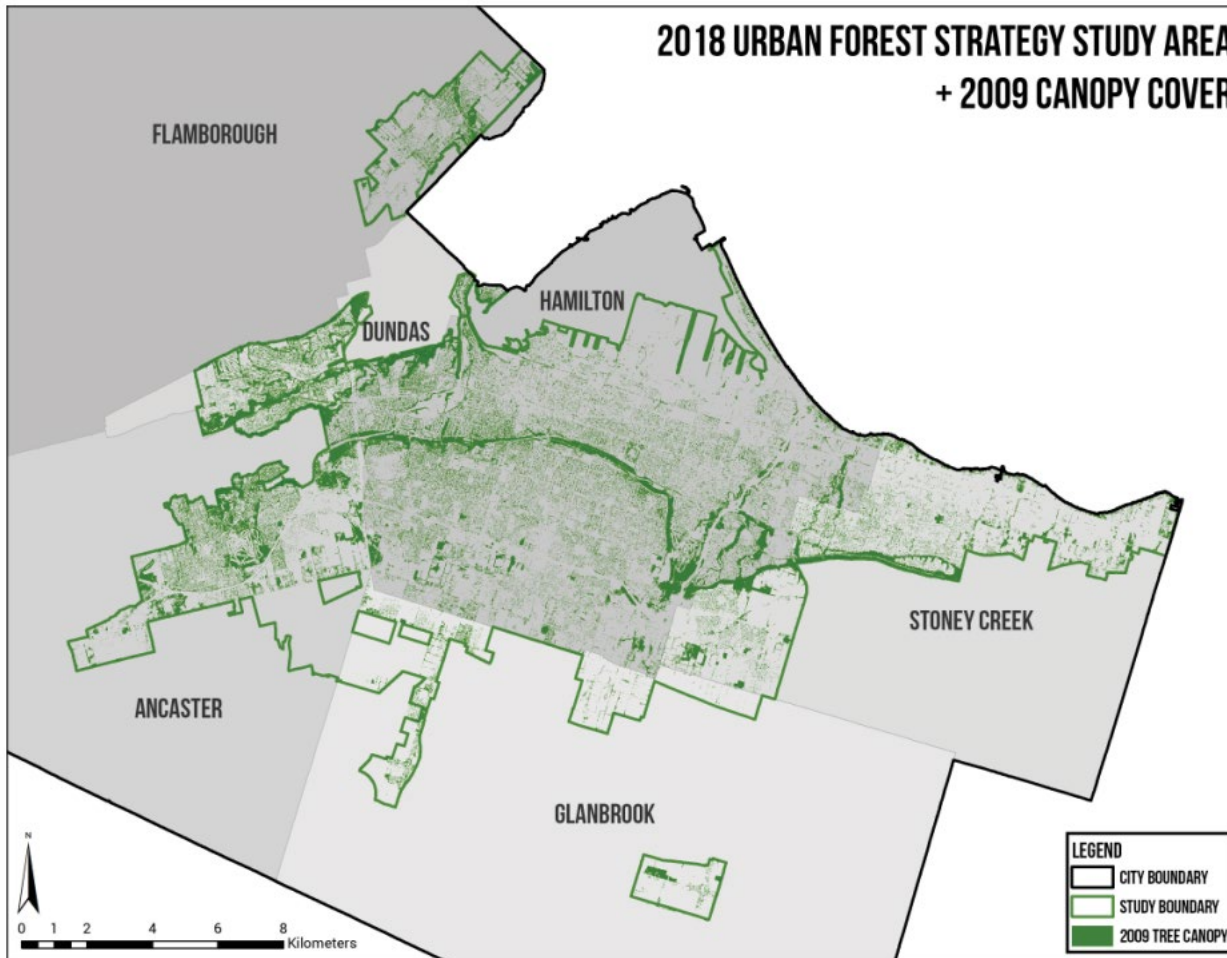 2018 URBAN FOREST STRATEGY STUDY AREA
+ 2009 CANOPY COVER
FLAMBOROUGH
HAMILTON
DUNDAS
STONEY CREEK
ANCASTER
GLANBROOK
N
0 1 2 4 6 8
Kilometers
LEGEND
CITY BOUNDARY
STUDY BOUNDARY
2009 TREE CANOPY